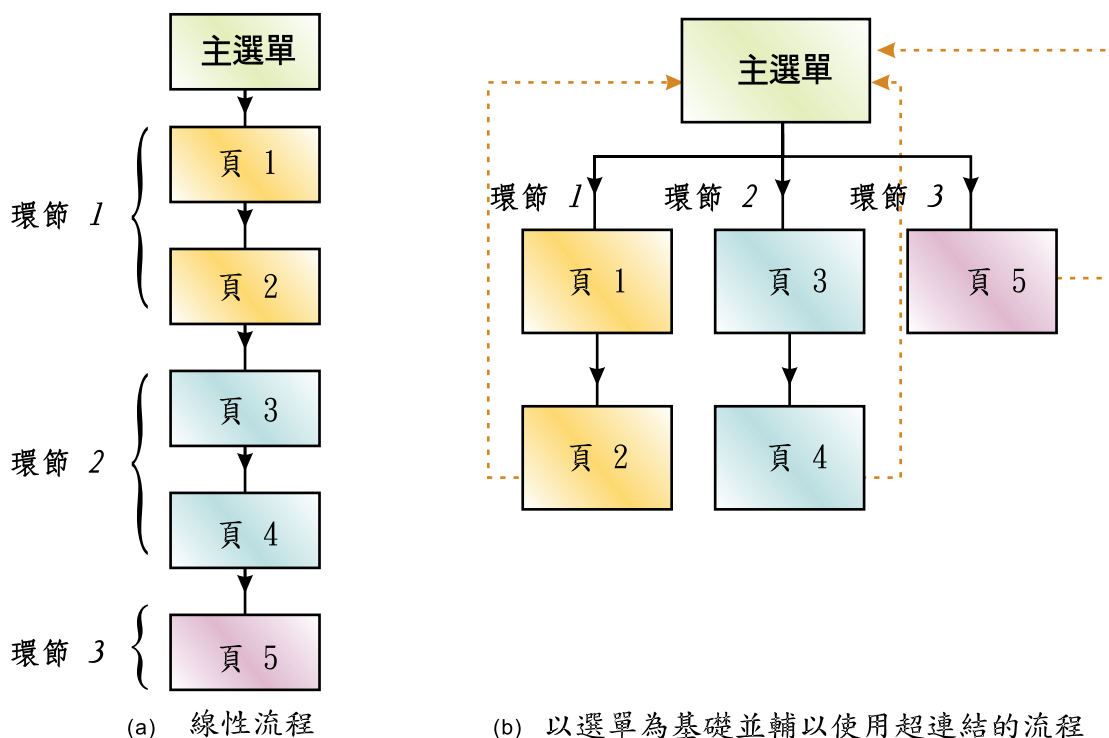 主選單
環節 1
頁 1
頁 2
環節 2
頁 3
頁 4
環節 3
頁 5
(a) 線性流程
主選單
環節 1
環節 2
環節 3
頁 1
頁 3
頁 5
頁 2
頁 4
(b) 以選單為基礎並輔以使用超連結的流程